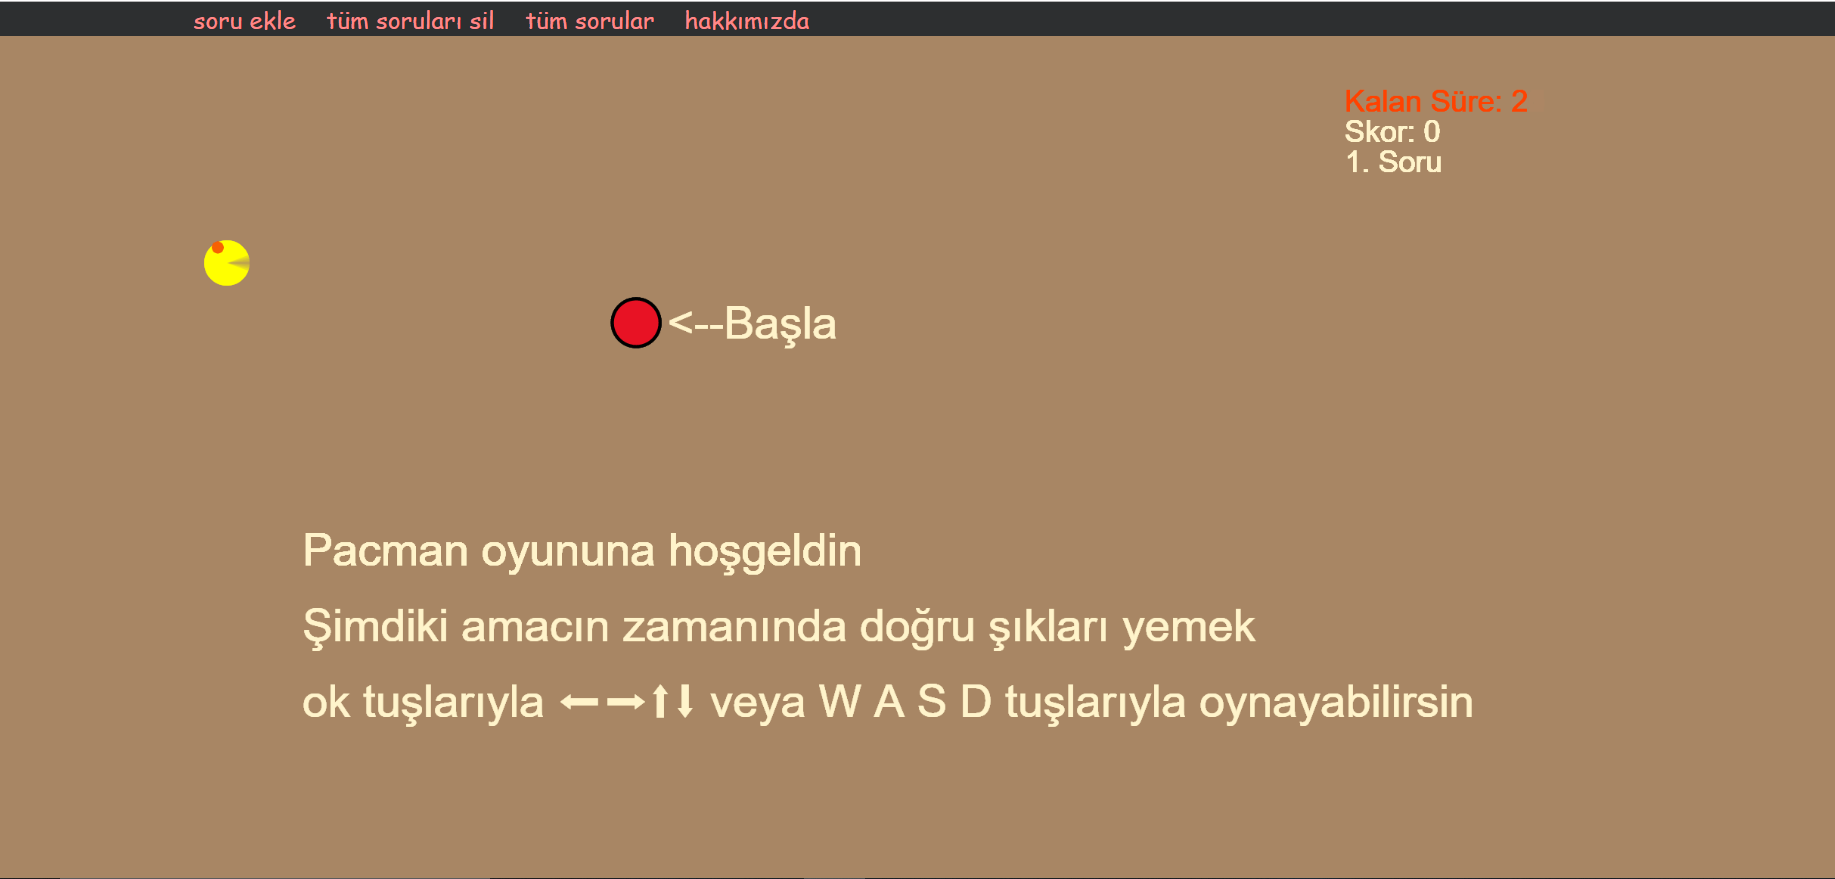 soru ekle tüm soruları sil tüm sorular hakkımızda
Kalan Süre: 2
Skor: 0
1. Soru
<--Başla
Pacman oyununa hoşgeldin
Şimdiki amacın zamanında doğru şıkları yemek
ok tuşlarıyla ←→↑↓ veya W A S D tuşlarıyla oynayabilirsin